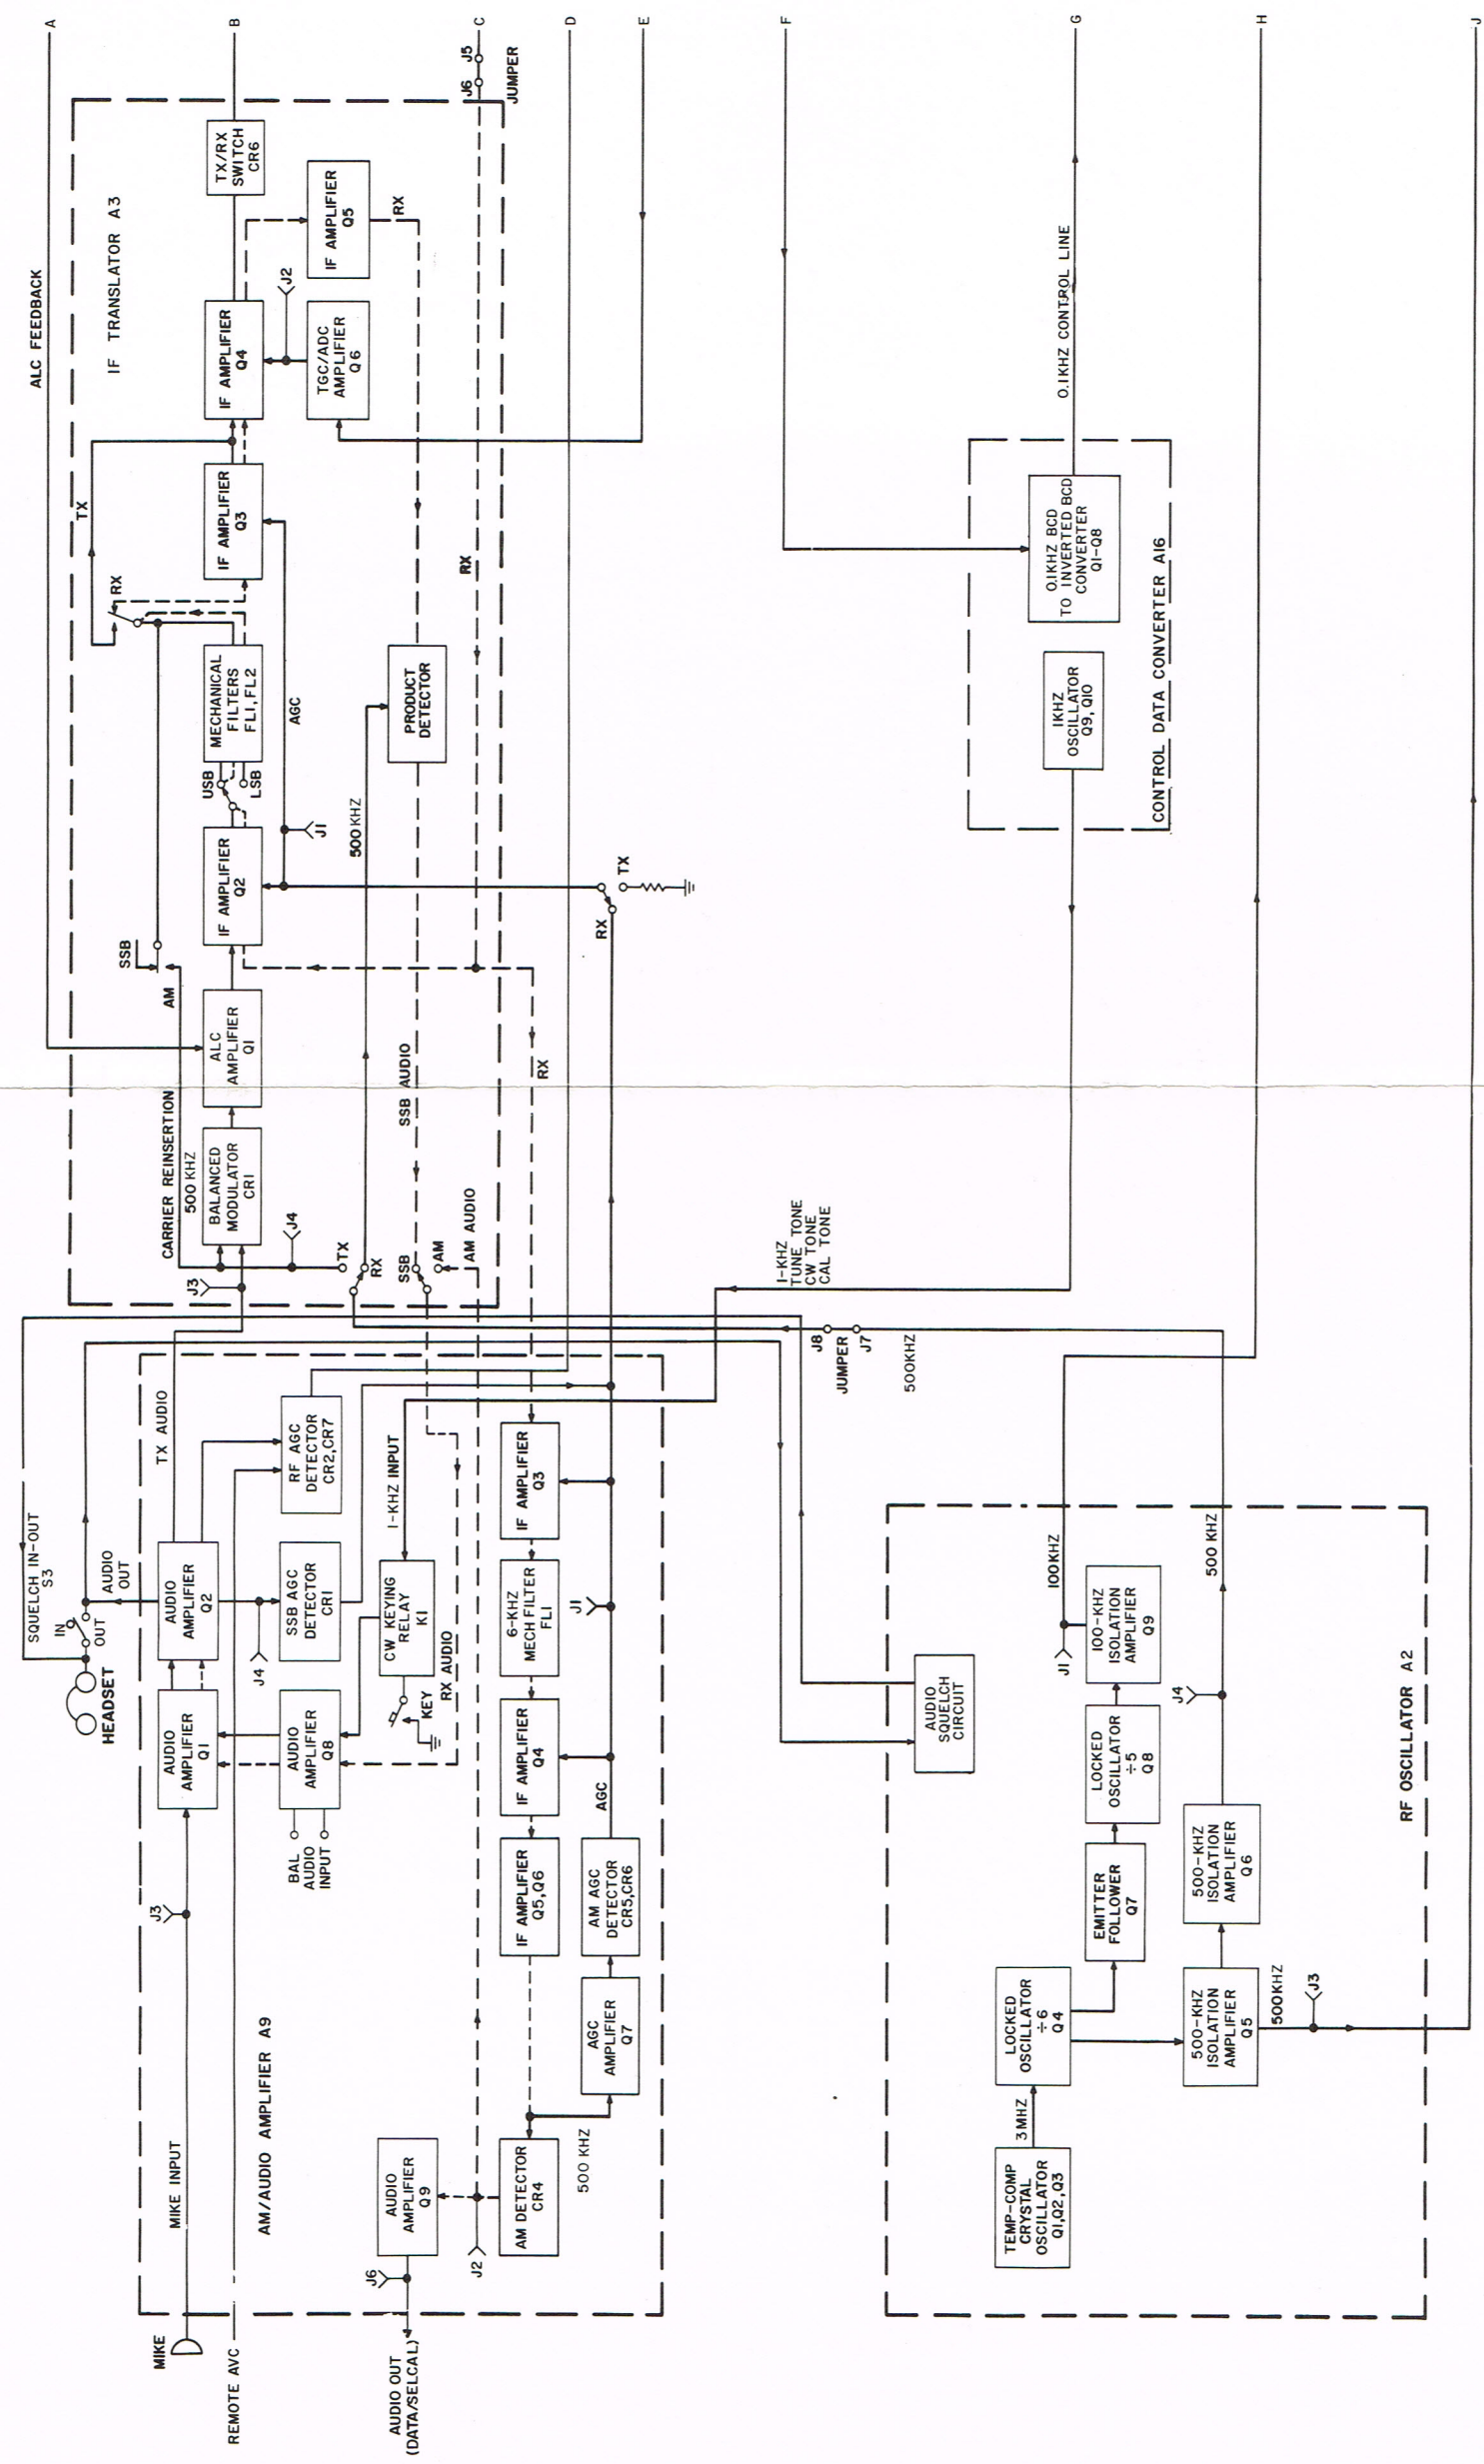 MIKE
MIKE INPUT
J3
REMOTE AVC
AM/AUDIO AMPLIFIER A9
AUDIO OUT
(DATA/SELCAL)
J6
AUDIO
AMPLIFIER
Q9
J2
AM DETECTOR
CR4
500 KHZ
AGC
AMPLIFIER
Q7
AM AGC
DETECTOR
CR5,CR6
AGC
IF AMPLIFIER
Q5,Q6
IF AMPLIFIER
Q4
6-KHZ
MECH FILTER
FL1
J1
IF AMPLIFIER
Q3
BAL
AUDIO
INPUT
AUDIO
AMPLIFIER
Q8
AUDIO
AMPLIFIER
Q1
HEADSET
SQUELCH IN-OUT
S3
IN
OUT
AUDIO
OUT
AUDIO
AMPLIFIER
Q2
J4
SSB AGC
DETECTOR
CR1
KEY
CW KEYING
RELAY
K1
RX AUDIO
1-KHZ INPUT
RF AGC
DETECTOR
CR2,CR7
TX AUDIO
ALC FEEDBACK
A
IF TRANSLATOR A3
J3
CARRIER REINSERTION
500 KHZ
BALANCED
MODULATOR
CR1
J4
TX
RX
SSB
AM
AM AUDIO
SSB AUDIO
ALC
AMPLIFIER
Q1
AM
SSB
IF AMPLIFIER
Q2
J1
500KHZ
USB
LSB
MECHANICAL
FILTERS
FL1,FL2
AGC
PRODUCT
DETECTOR
RX
TX
IF AMPLIFIER
Q3
IF AMPLIFIER
Q4
TGC/ADC
AMPLIFIER
Q6
J2
IF AMPLIFIER
Q5
RX
TX/RX
SWITCH
CR6
B
RX
RX
J6
J5
JUMPER
C
D
E
RX
TX
F
1-KHZ
TUNE TONE
CW TONE
CAL TONE
J8
JUMPER
J7
500KHZ
1KHZ
OSCILLATOR
Q9,Q10
0.1KHZ BCD
TO INVERTED BCD
CONVERTER
Q1-Q8
CONTROL DATA CONVERTER A16
0.1KHZ CONTROL LINE
G
H
J
AUDIO
SQUELCH
CIRCUIT
TEMP-COMP
CRYSTAL
OSCILLATOR
Q1,Q2,Q3
3MHZ
LOCKED
OSCILLATOR
÷6
Q4
EMITTER
FOLLOWER
Q7
LOCKED
OSCILLATOR
÷5
Q8
100-KHZ
ISOLATION
AMPLIFIER
Q9
J1
100KHZ
500-KHZ
ISOLATION
AMPLIFIER
Q5
500KHZ
J3
500-KHZ
ISOLATION
AMPLIFIER
Q6
J4
500 KHZ
RF OSCILLATOR A2